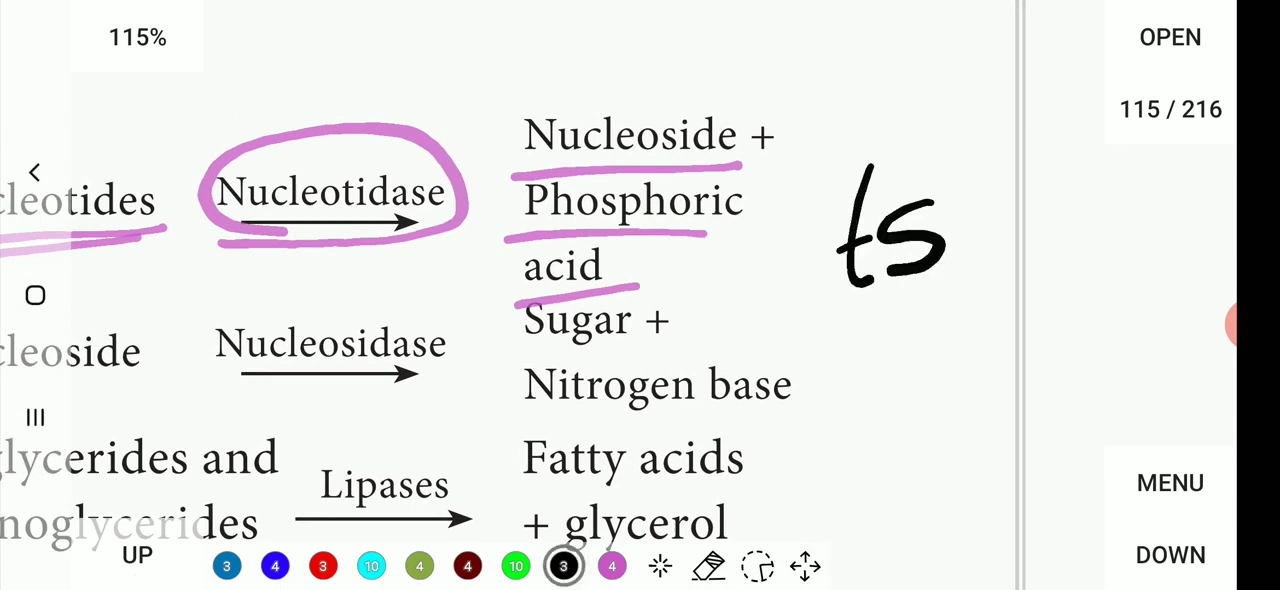 115%
OPEN
115 / 216
Nucleoside +
cleotides Nucleotidase Phosphoric
acid
ts
Sugar +
cleoside Nucleosidase
Nitrogen base
glycerides and Lipases Fatty acids
noglycerides + glycerol
MENU
UP
3 4 3 10 4 4 10 3 4
DOWN